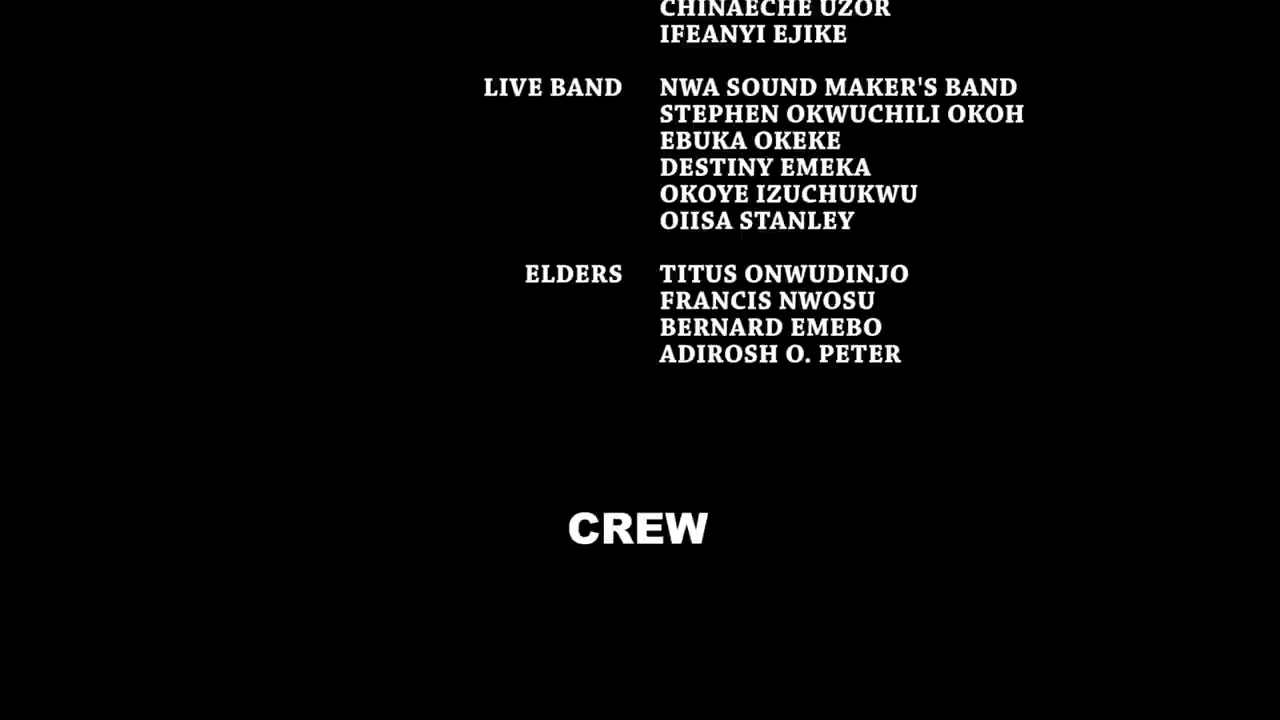 CHINAECHE UZOR
IFEANYI EJIKE
LIVE BAND NWA SOUND MAKER'S BAND
STEPHEN OKWUCHILI OKOH
EBUKA OKEKE
DESTINY EMEKA
OKOYE IZUCHUKWU
OIISA STANLEY
ELDERS TITUS ONWUDINJO
FRANCIS NWOSU
BERNARD EMEBO
ADIROSH O. PETER
CREW